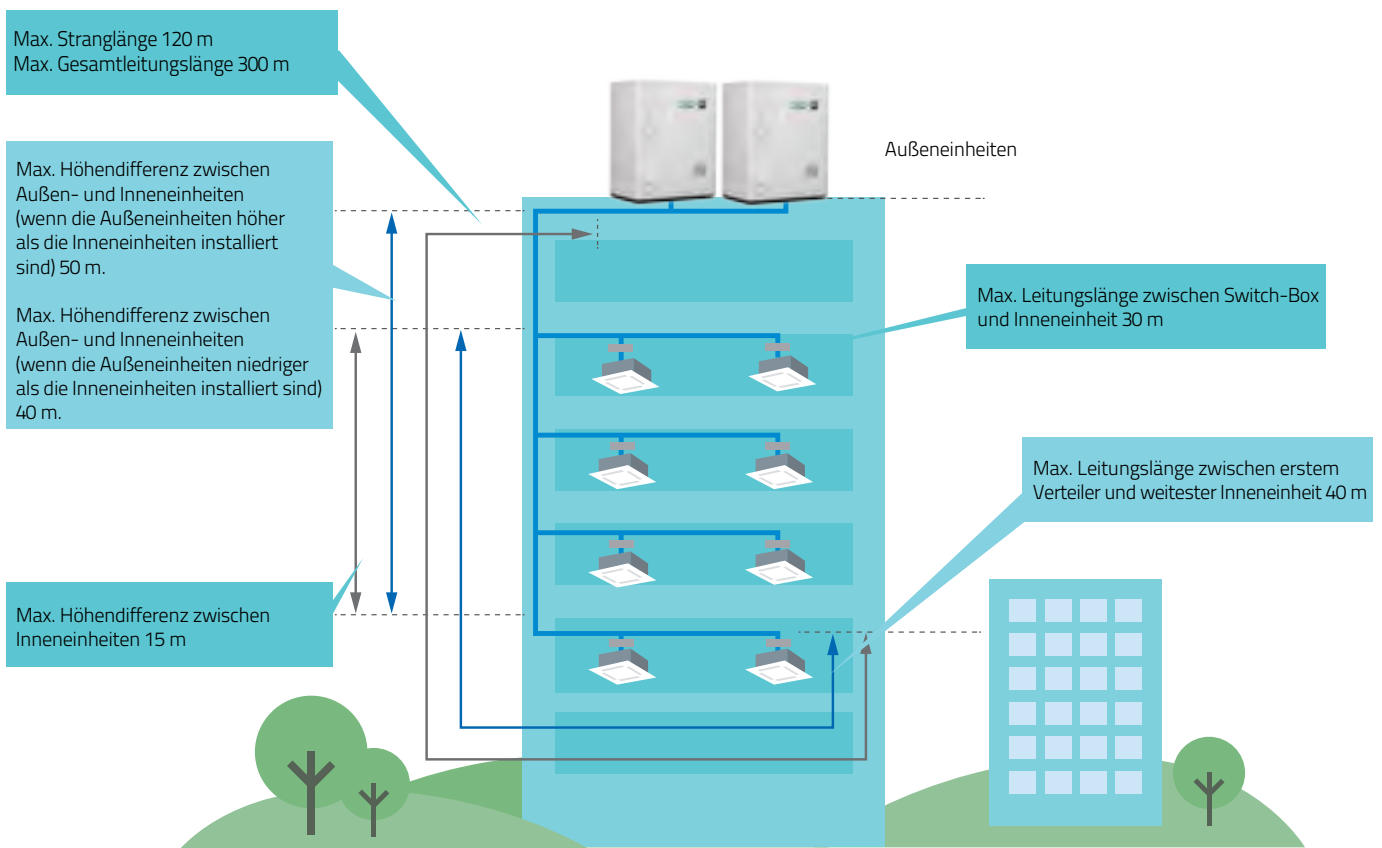 Max. Stranglänge 120 m
Max. Gesamtleitungslänge 300 m
Max. Höhendifferenz zwischen
Außen- und Inneneinheiten
(wenn die Außeneinheiten höher
als die Inneneinheiten installiert
sind) 50 m.
Max. Höhendifferenz zwischen
Außen- und Inneneinheiten
(wenn die Außeneinheiten niedriger
als die Inneneinheiten installiert sind)
40 m.
Max. Höhendifferenz zwischen
Inneneinheiten 15 m
Außeneinheiten
Max. Leitungslänge zwischen Switch-Box
und Inneneinheit 30 m
Max. Leitungslänge zwischen erstem
Verteiler und weitester Inneneinheit 40 m